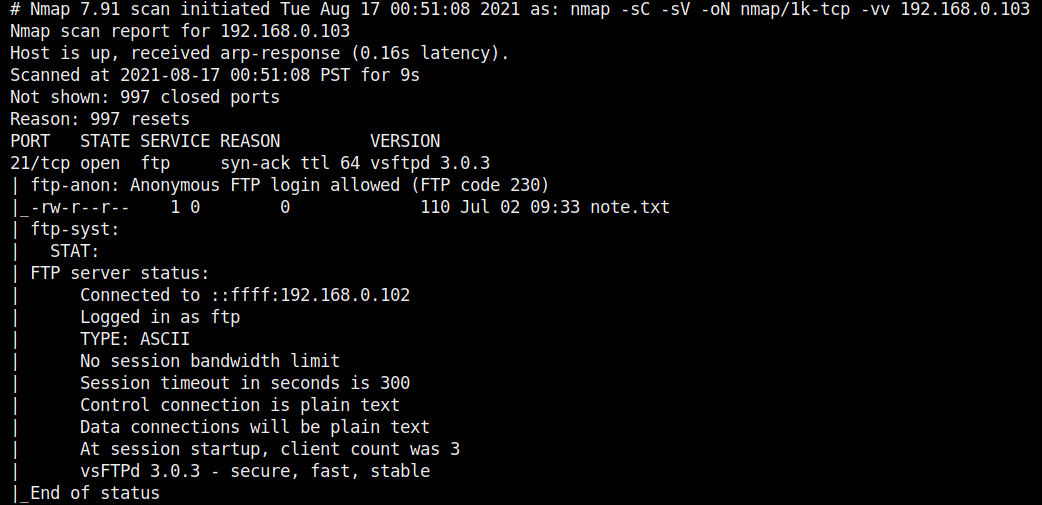 # Nmap 7.91 scan initiated Tue Aug 17 00:51:08 2021 as: nmap -sC -sV -oN nmap/1k-tcp -vv 192.168.0.103
Nmap scan report for 192.168.0.103
Host is up, received arp-response (0.16s latency).
Scanned at 2021-08-17 00:51:08 PST for 9s
Not shown: 997 closed ports
Reason: 997 resets
PORT   STATE SERVICE REASON         VERSION
21/tcp open  ftp     syn-ack ttl 64 vsftpd 3.0.3
| ftp-anon: Anonymous FTP login allowed (FTP code 230)
|_-rw-r--r--    1 0        0             110 Jul 02 09:33 note.txt
| ftp-syst:
|   STAT:
| FTP server status:
|      Connected to ::ffff:192.168.0.102
|      Logged in as ftp
|      TYPE: ASCII
|      No session bandwidth limit
|      Session timeout in seconds is 300
|      Control connection is plain text
|      Data connections will be plain text
|      At session startup, client count was 3
|      vsFTPd 3.0.3 - secure, fast, stable
|_End of status